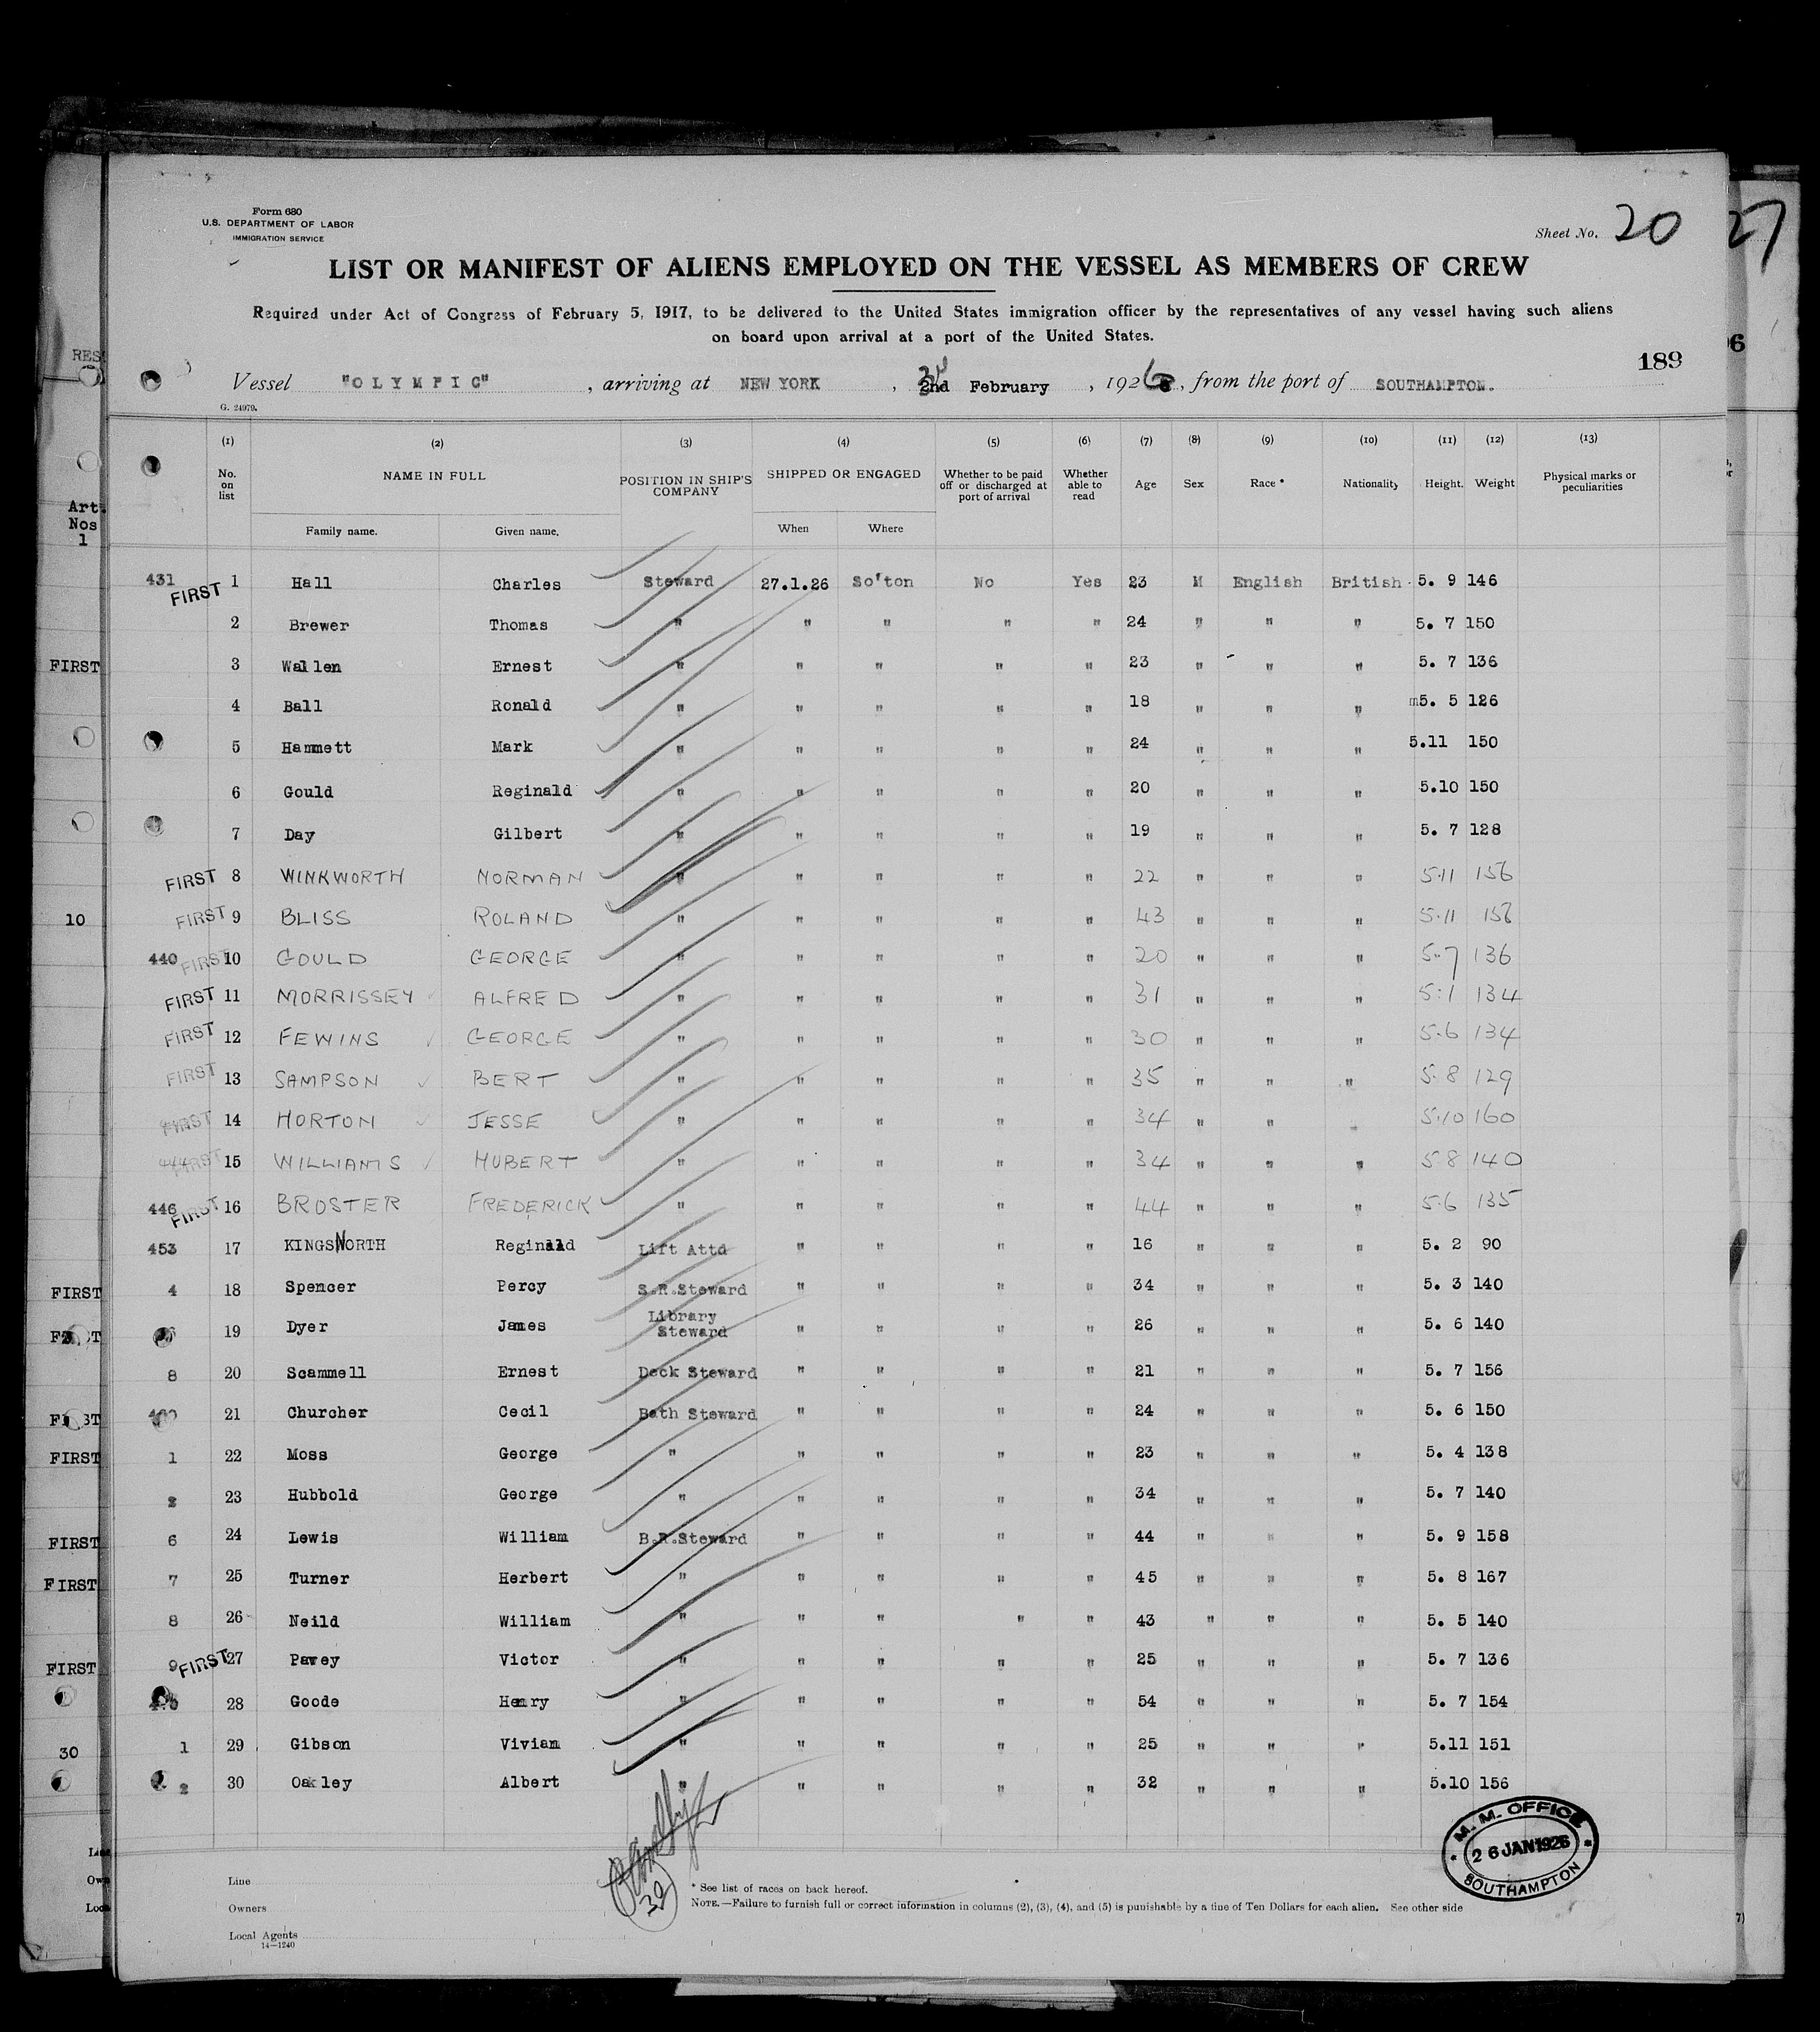 Form 680
U.S. DEPARTMENT OF LABOR
IMMIGRATION SERVICE
Sheet No. 20
27
LIST OR MANIFEST OF ALIENS EMPLOYED ON THE VESSEL AS MEMBERS OF CREW
Required under Act of Congress of February 5, 1917, to be delivered to the United States immigration officer by the representatives of any vessel having such aliens
on board upon arrival at a port of the United States.
189
Vessel "OLYMPIC", arriving at NEW YORK, 3rd 2nd February, 1926, from the port of SOUTHAMPTON.
G. 24979.
(1) (2) (3) (4) (5) (6) (7) (8) (9) (10) (11) (12) (13)
No. on list NAME IN FULL POSITION IN SHIP'S COMPANY SHIPPED OR ENGAGED Whether to be paid off or discharged at port of arrival Whether able to read Age Sex Race * Nationality Height. Weight Physical marks or peculiarities
Family name. Given name. When Where
Art.
Nos
1
431 FIRST 1 Hall Charles Steward 27.1.26 So'ton No Yes 23 M English British 5. 9 146
2 Brewer Thomas " " " " " 24 " " " 5. 7 150
FIRST 3 Wallen Ernest " " " " " 23 " " " 5. 7 136
4 Ball Ronald " " " " " 18 " " " m5. 5 126
5 Hammett Mark " " " " " 24 " " " 5.11 150
6 Gould Reginald " " " " " 20 " " " 5.10 150
7 Day Gilbert " " " " " 19 " " " 5. 7 128
FIRST 8 WINKWORTH NORMAN " " " " " 22 " " " 5.11 156
10 FIRST 9 BLISS ROLAND " " " " " 43 " " " 5.11 156
440 FIRST 10 GOULD GEORGE " " " " " 20 " " " 5.7 136
FIRST 11 MORRISSEY ALFRED " " " " " 31 " " " 5.1 134
FIRST 12 FEWINS GEORGE " " " " " 30 " " " 5.6 134
FIRST 13 SAMPSON BERT " " " " " 35 " " " 5.8 129
FIRST 14 HORTON JESSE " " " " " 34 " " " 5.10 160
FIRST 15 WILLIAMS HUBERT " " " " " 34 " " " 5 8 140
446 FIRST 16 BROSTER FREDERICK " " " " " 44 " " " 5.6 135
453 17 KINGSNORTH Reginald Lift Attd " " " " 16 " " " 5. 2 90
FIRST 4 18 Spencer Percy S.R.Steward " " " " 34 " " " 5. 3 140
19 Dyer James Library Steward " " " " 26 " " " 5. 6 140
8 20 Scammell Ernest Deck Steward " " " " 21 " " " 5. 7 156
21 Churcher Cecil Bath Steward " " " " 24 " " " 5. 6 150
FIRST 1 22 Moss George " " " " " 23 " " " 5. 4 138
2 23 Hubbold George " " " " " 34 " " " 5. 7 140
FIRST 6 24 Lewis William B.R.Steward " " " " 44 " " " 5. 9 158
FIRST 7 25 Turner Herbert " " " " " 45 " " " 5. 8 167
8 26 Neild William " " " " " 43 " " " 5. 5 140
FIRST 9 FIRST 27 Pavey Victor " " " " " 25 " " " 5. 7 136
28 Goode Henry " " " " " 54 " " " 5. 7 154
30 1 29 Gibson Vivian " " " " " 25 " " " 5.11 151
2 30 Oakley Albert " " " " " 32 " " " 5.10 156
M. M. OFFICE
26 JAN 1926
SOUTHAMPTON
30
Line
Owners
Local Agents
14—1240
* See list of races on back hereof.
NOTE.—Failure to furnish full or correct information in columns (2), (3), (4), and (5) is punishable by a fine of Ten Dollars for each alien. See other side